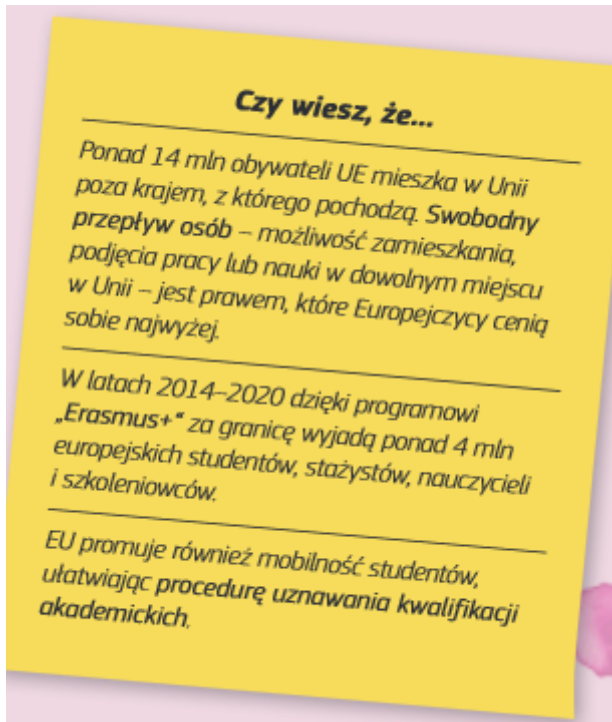 Czy wiesz, że...
Ponad 14 mln obywateli UE mieszka w Unii
poza krajem, z którego pochodzą. Swobodny
przepływ osób – możliwość zamieszkania,
podjęcia pracy lub nauki w dowolnym miejscu
w Unii – jest prawem, które Europejczycy cenią
sobie najwyżej.
W latach 2014–2020 dzięki programowi
„Erasmus+“ za granicę wyjadą ponad 4 mln
europejskich studentów, stażystów, nauczycieli
i szkoleniowców.
EU promuje również mobilność studentów,
ułatwiając procedurę uznawania kwalifikacji
akademickich.